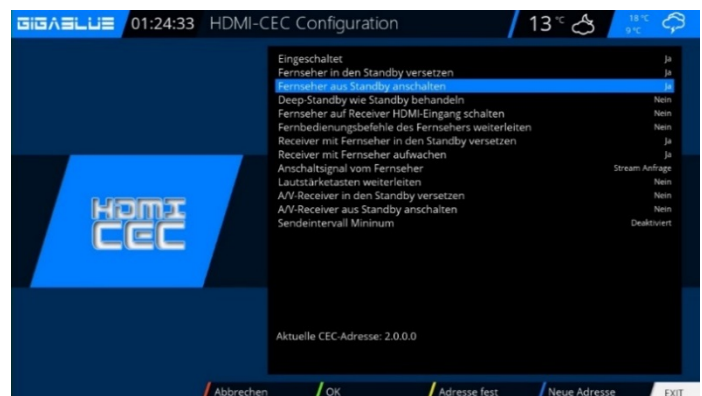 GIGABLUE 01:24:33 HDMI-CEC Configuration 13 °C 18 °C
9 °C
Eingeschaltet Ja
Fernseher in den Standby versetzen Ja
Fernseher aus Standby anschalten Ja
Deep-Standby wie Standby behandeln Nein
Fernseher auf Receiver HDMI-Eingang schalten Nein
Fernbedienungsbefehle des Fernsehers weiterleiten Nein
Receiver mit Fernseher in den Standby versetzen Ja
Receiver mit Fernseher aufwachen Ja
Anschaltsignal vom Fernseher Stream Anfrage
Lautstärketasten weiterleiten Nein
A/V-Receiver in den Standby versetzen Nein
A/V-Receiver aus Standby anschalten Nein
Sendeintervall Mininum Deaktiviert
HDMI
CEC
Aktuelle CEC-Adresse: 2.0.0.0
Abbrechen OK Adresse fest Neue Adresse EXIT